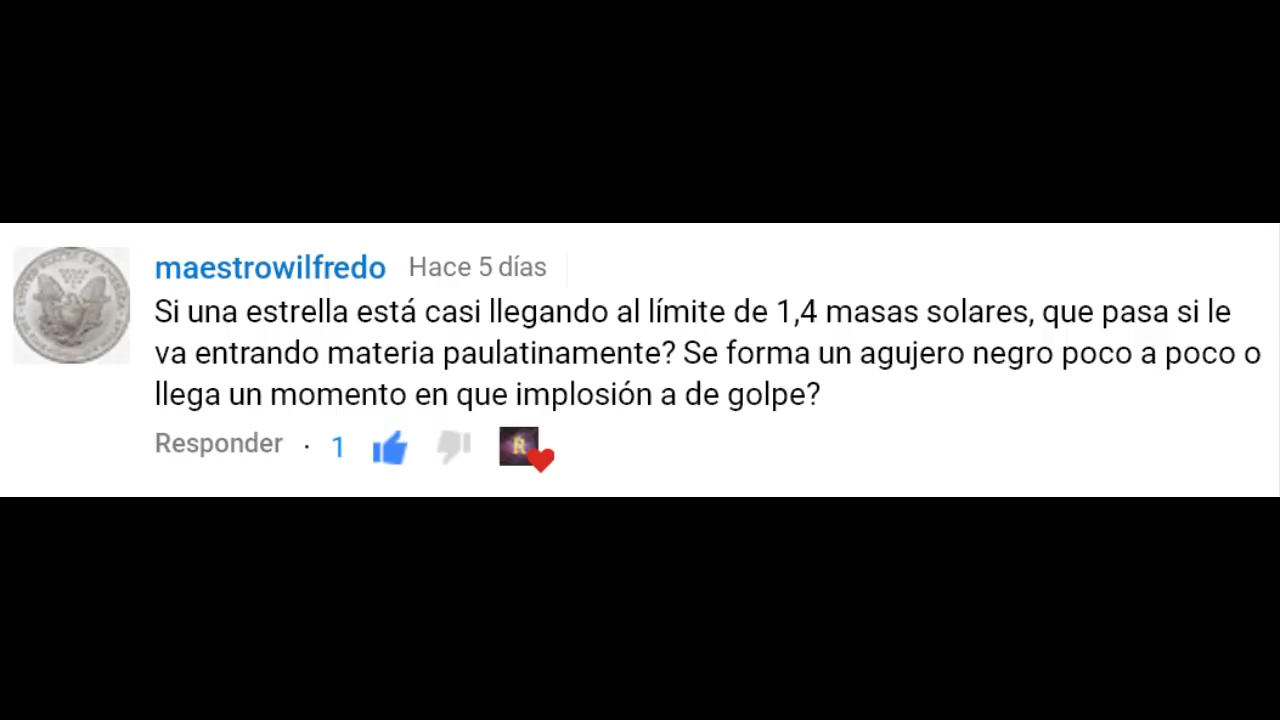 maestrowilfredo Hace 5 días
Si una estrella está casi llegando al límite de 1,4 masas solares, que pasa si le
va entrando materia paulatinamente? Se forma un agujero negro poco a poco o
llega un momento en que implosión a de golpe?
Responder · 1
R